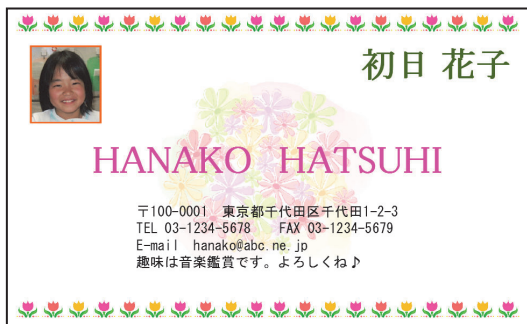 初日 花子
HANAKO HATSUHI
〒100-0001 東京都千代田区千代田1-2-3
TEL 03-1234-5678 FAX 03-1234-5679
E-mail hanako@abc.ne.jp
趣味は音楽鑑賞です。よろしくね♪